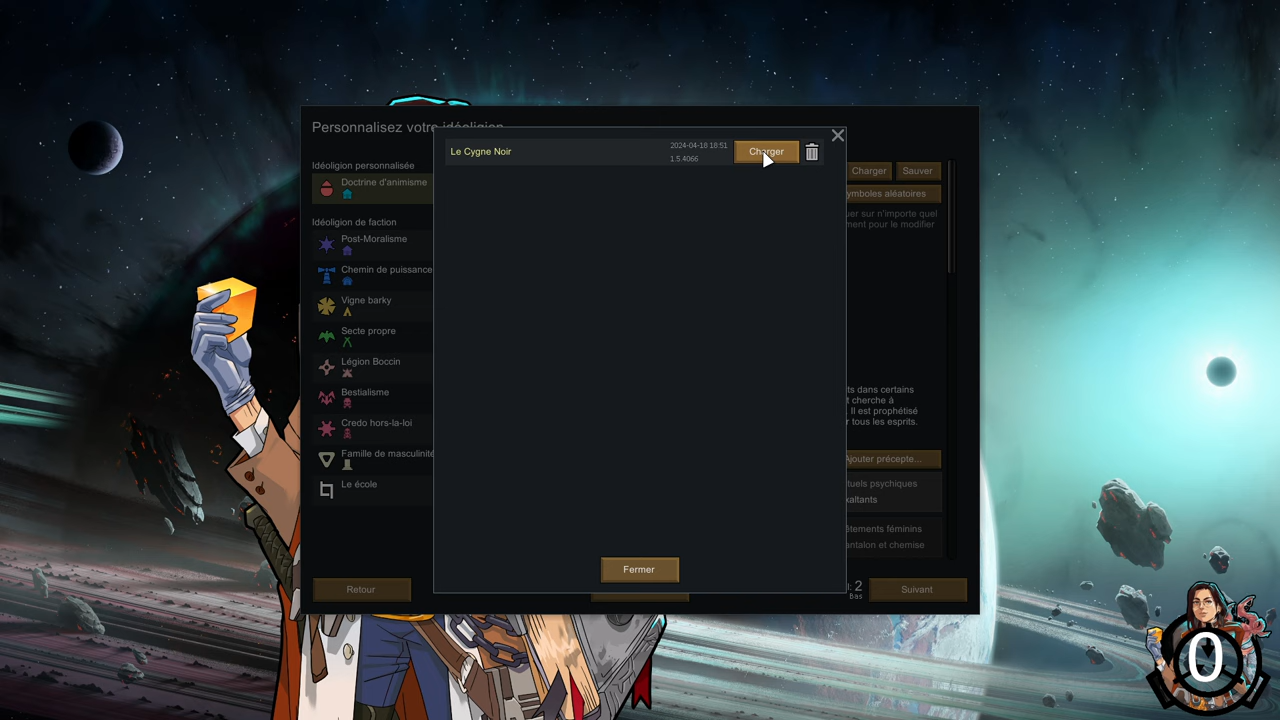 Personnalisez votre idéoligion
Idéoligion personnalisée
Doctrine d'animisme
Idéoligion de faction
Post-Moralisme
Chemin de puissance
Vigne barky
Secte propre
Légion Boccin
Bestialisme
Credo hors-la-loi
Famille de masculinité
Le école
Retour
Le Cygne Noir
2024-04-18 18:51
1.5.4066
Charger
Fermer
Charger
Sauver
ymboles aléatoires
uer sur n'importe quel
ment pour le modifier
ts dans certains
t cherche à
. Il est prophétisé
r tous les esprits.
Ajouter précepte...
tuels psychiques
xaltants
êtements féminins
antalon et chemise
l: 2
Bas
Suivant
0